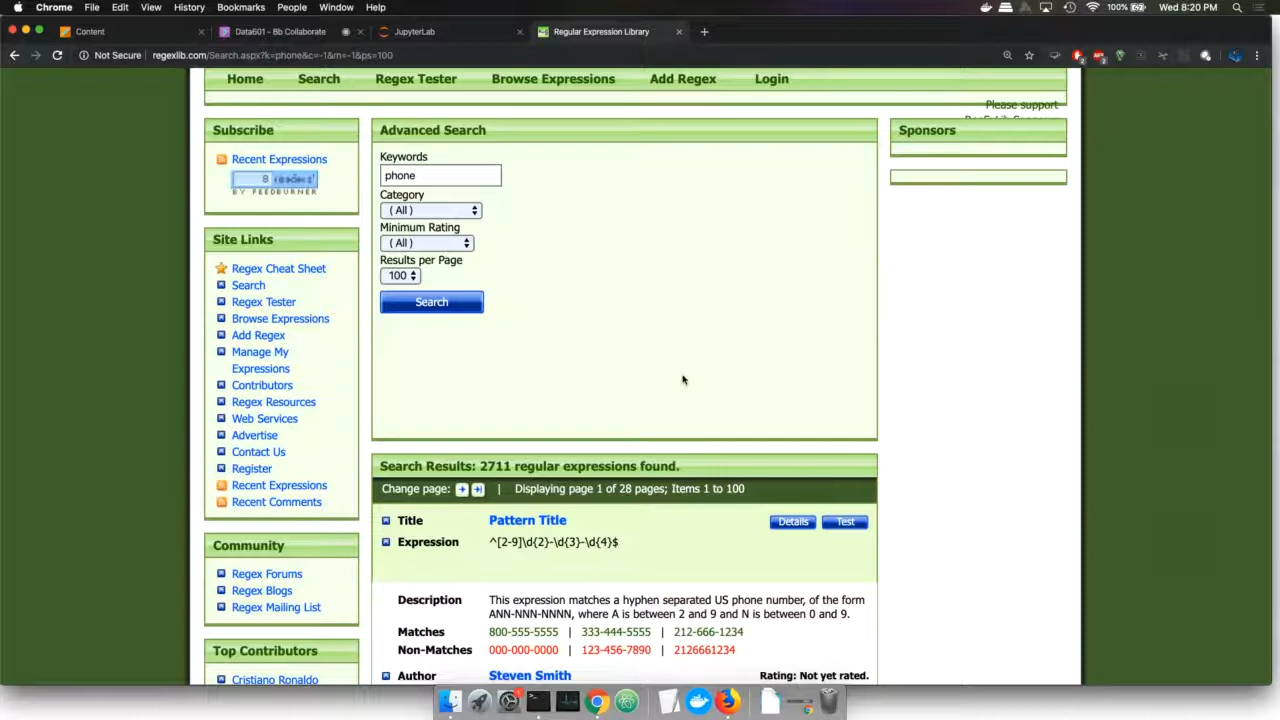 Chrome File Edit View History Bookmarks People Window Help 100% Wed 8:20 PM
Content Data601 - Bb Collaborate JupyterLab Regular Expression Library
Not Secure regexlib.com/Search.aspx?k=phone&c=-1&m=-1&ps=100
Home Search Regex Tester Browse Expressions Add Regex Login
Please support
Subscribe
Recent Expressions
8 readers
BY FEEDBURNER
Site Links
Regex Cheat Sheet
Search
Regex Tester
Browse Expressions
Add Regex
Manage My
Expressions
Contributors
Regex Resources
Web Services
Advertise
Contact Us
Register
Recent Expressions
Recent Comments
Community
Regex Forums
Regex Blogs
Regex Mailing List
Top Contributors
Cristiano Ronaldo
Advanced Search
Keywords
phone
Category
( All )
Minimum Rating
( All )
Results per Page
100
Search
Search Results: 2711 regular expressions found.
Change page: | Displaying page 1 of 28 pages; Items 1 to 100
Title Pattern Title Details Test
Expression ^[2-9]\d{2}-\d{3}-\d{4}$
Description This expression matches a hyphen separated US phone number, of the form
ANN-NNN-NNNN, where A is between 2 and 9 and N is between 0 and 9.
Matches 800-555-5555 | 333-444-5555 | 212-666-1234
Non-Matches 000-000-0000 | 123-456-7890 | 2126661234
Author Steven Smith Rating: Not yet rated.
Sponsors